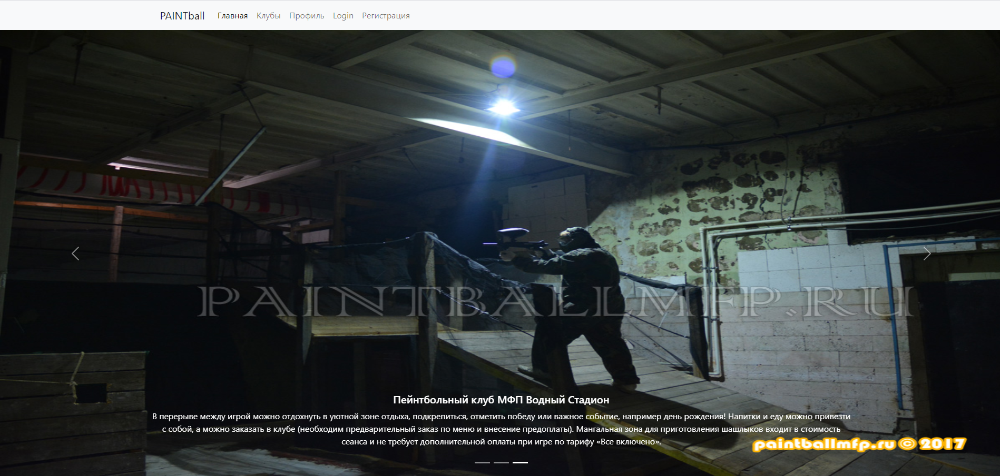 PAINTball Главная Клубы Профиль Login Регистрация
PAINTBALLMFP.RU
Пейнтбольный клуб МФП Водный Стадион
В перерыве между игрой можно отдохнуть в уютной зоне отдыха, подкрепиться, отметить победу или важное событие, например день рождения! Напитки и еду можно привезти
с собой, а можно заказать в клубе (необходим предварительный заказ по меню и внесение предоплаты). Мангальная зона для приготовления шашлыков входит в стоимость
сеанса и не требует дополнительной оплаты при игре по тарифу «Все включено».
paintballmfp.ru © 2017